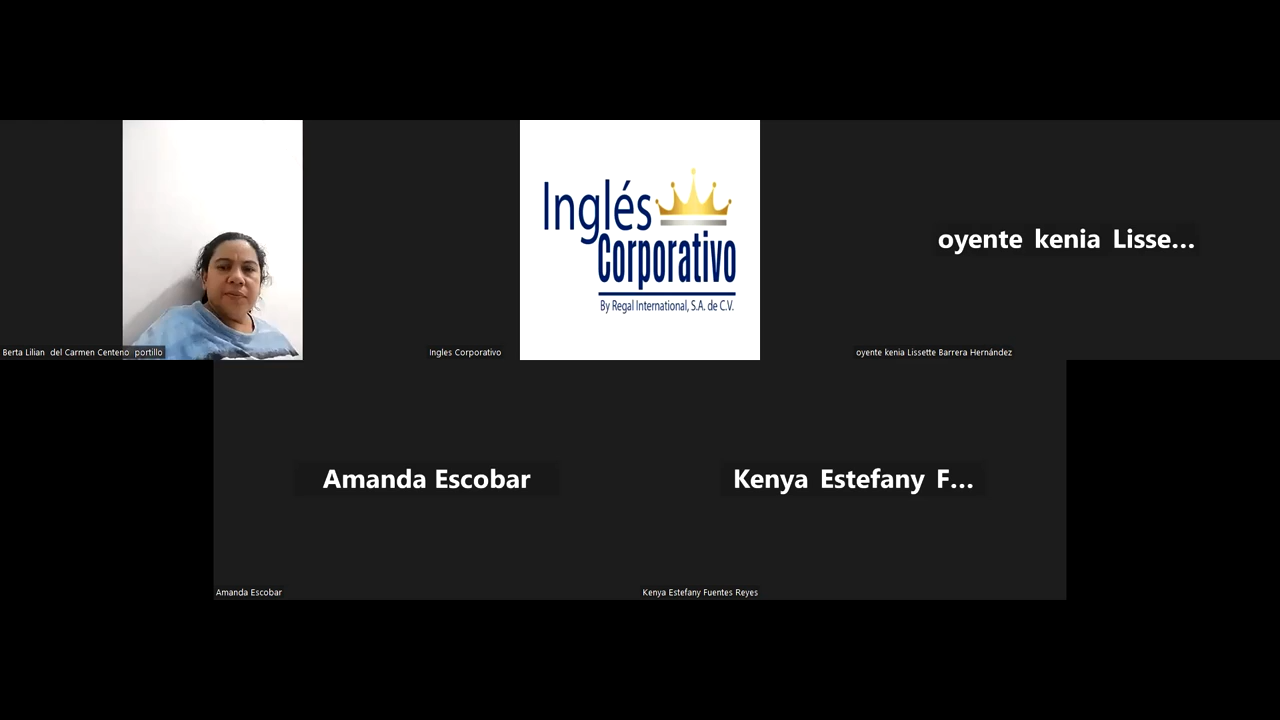 Inglés
Corporativo
By Regal International, S.A. de C.V.
oyente kenia Lisse...
Berta Lilian del Carmen Centeno portillo
Ingles Corporativo
oyente kenia Lissette Barrera Hernández
Amanda Escobar
Kenya Estefany F...
Amanda Escobar
Kenya Estefany Fuentes Reyes